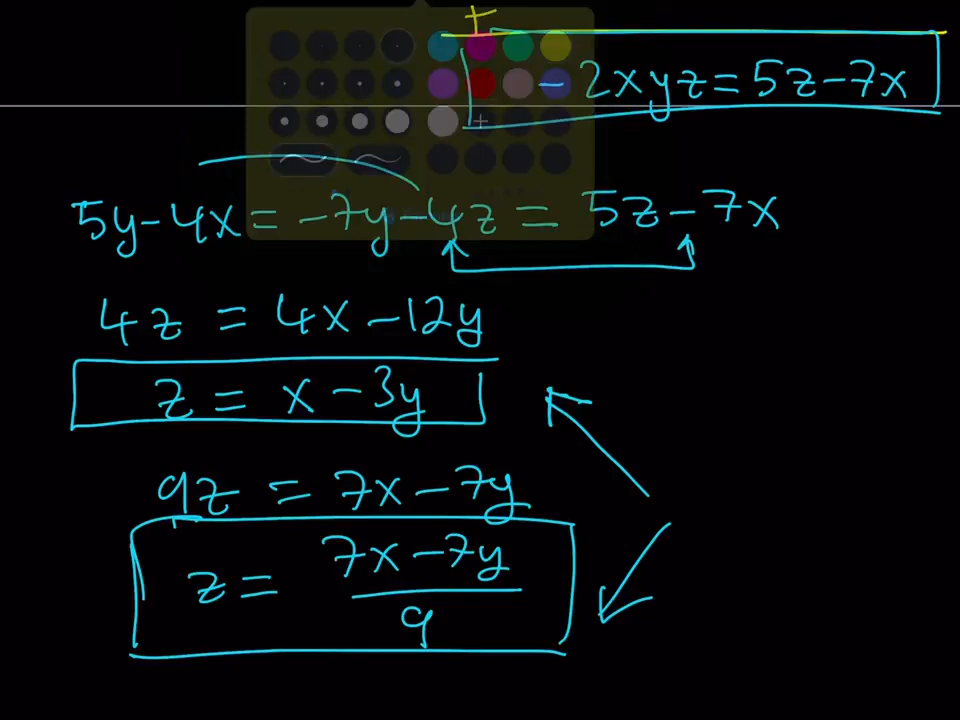 - 2xyz = 5z - 7x
5y - 4x = -7y - 4z = 5z - 7x
4z = 4x - 12y
z = x - 3y
9z = 7x - 7y
z = (7x - 7y)/9